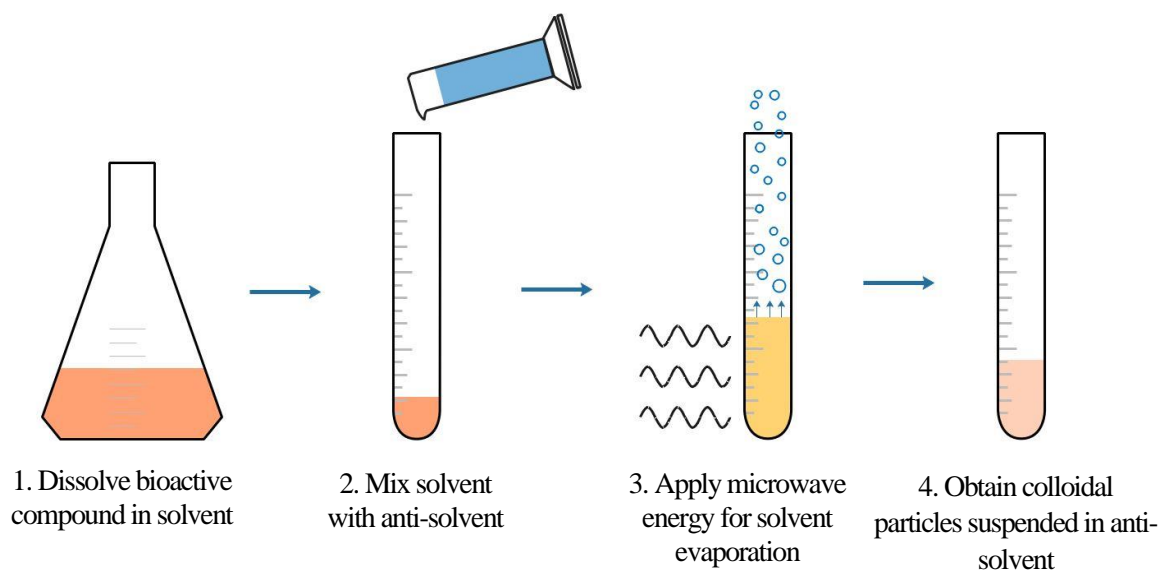 1. Dissolve bioactive
compound in solvent
2. Mix solvent
with anti-solvent
3. Apply microwave
energy for solvent
evaporation
4. Obtain colloidal
particles suspended in anti-
solvent